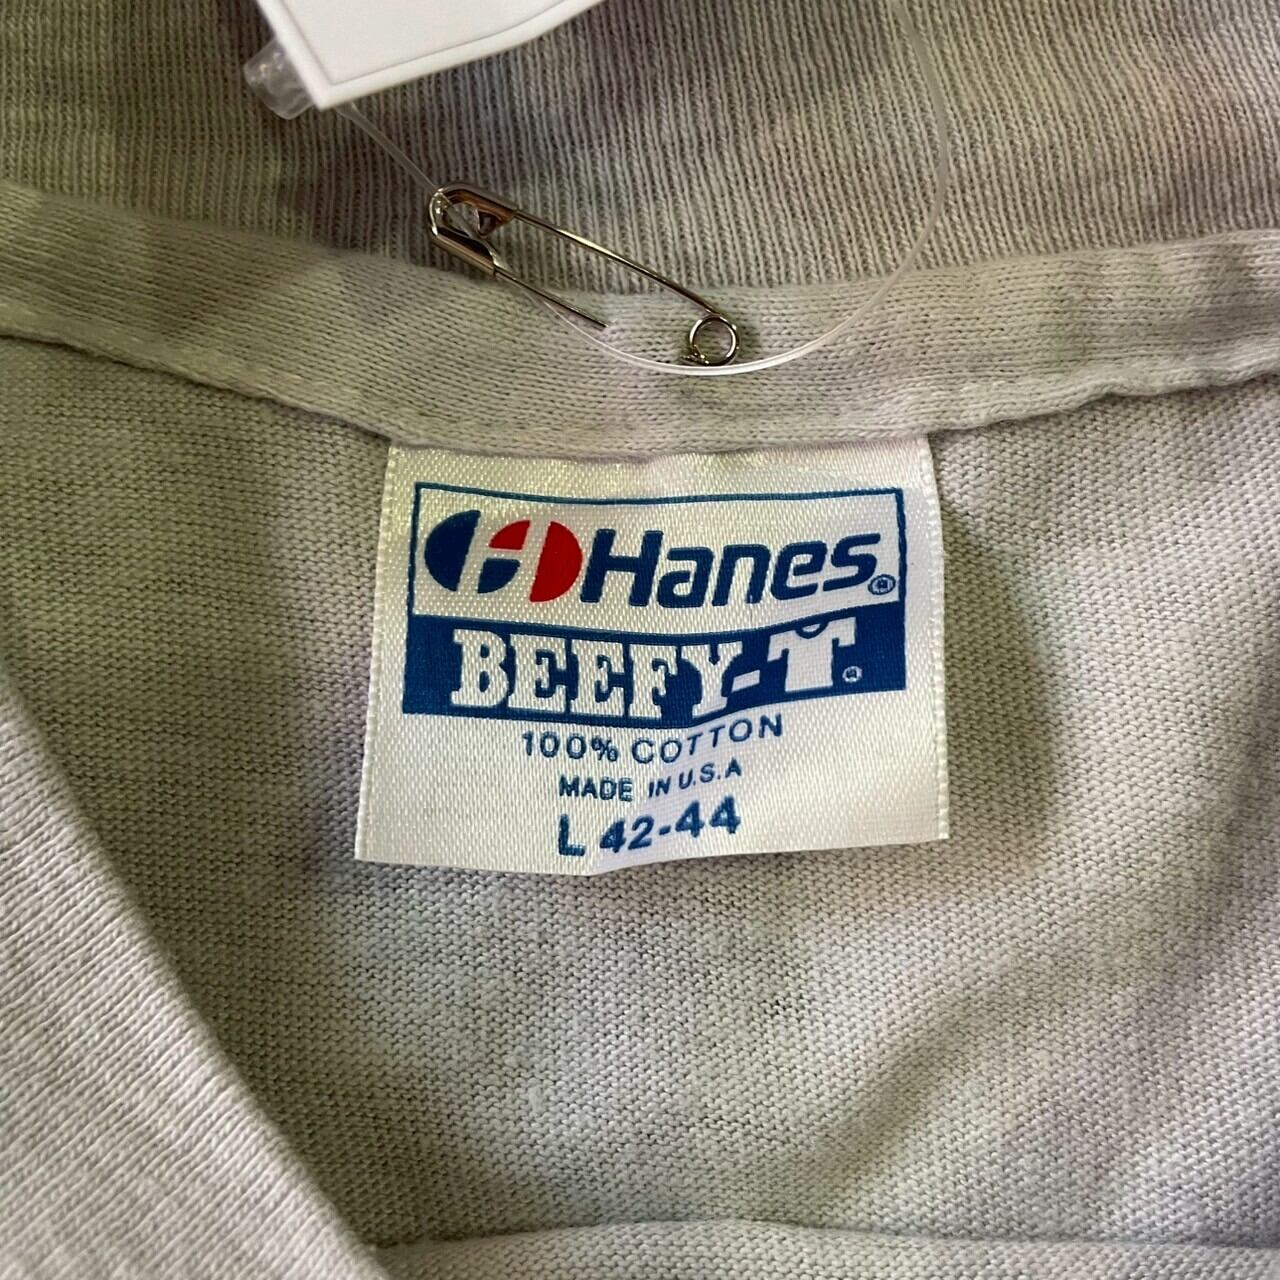 Hanes®
BEEFY-T®
100% COTTON
MADE IN U.S.A
L 42-44